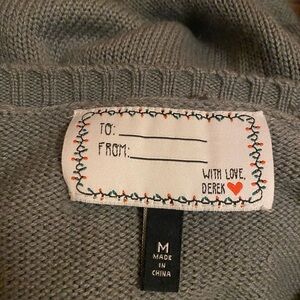 TO:
FROM:
WITH LOVE,
DEREK
M
MADE
IN
CHINA